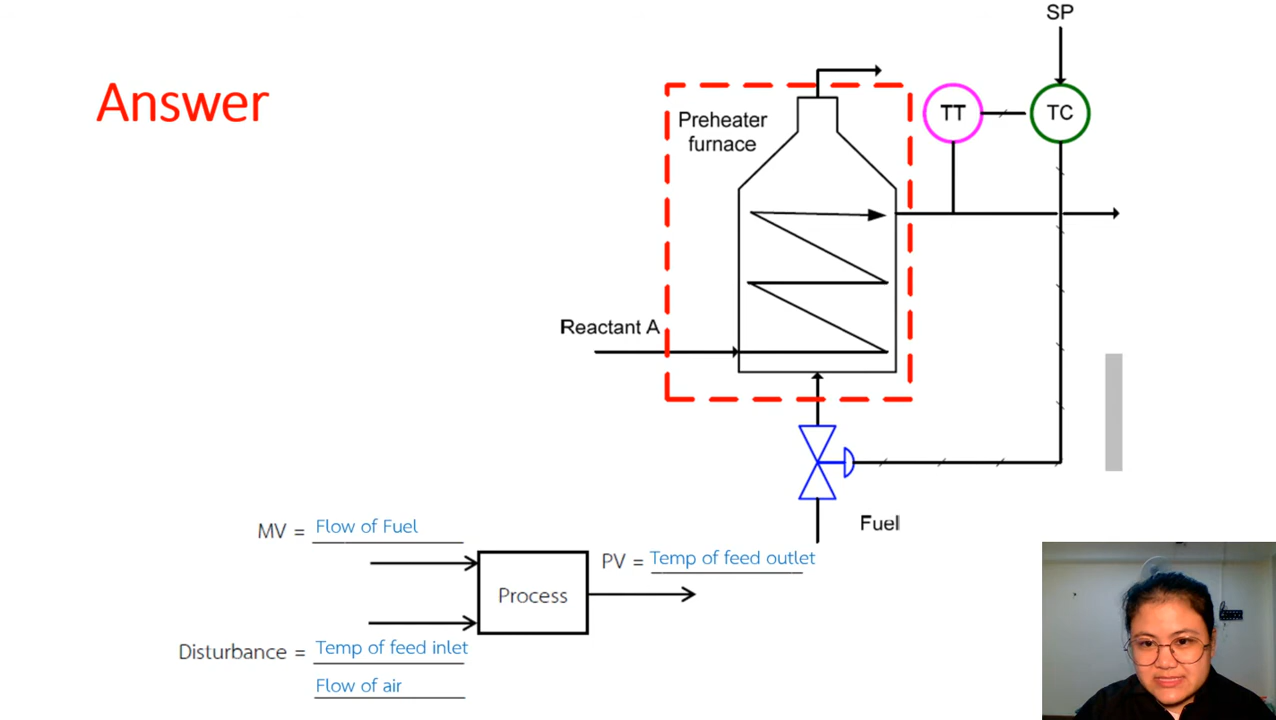 SP
Answer
Preheater
furnace
TT
TC
Reactant A
Fuel
MV = Flow of Fuel
PV = Temp of feed outlet
Process
Disturbance = Temp of feed inlet
Flow of air